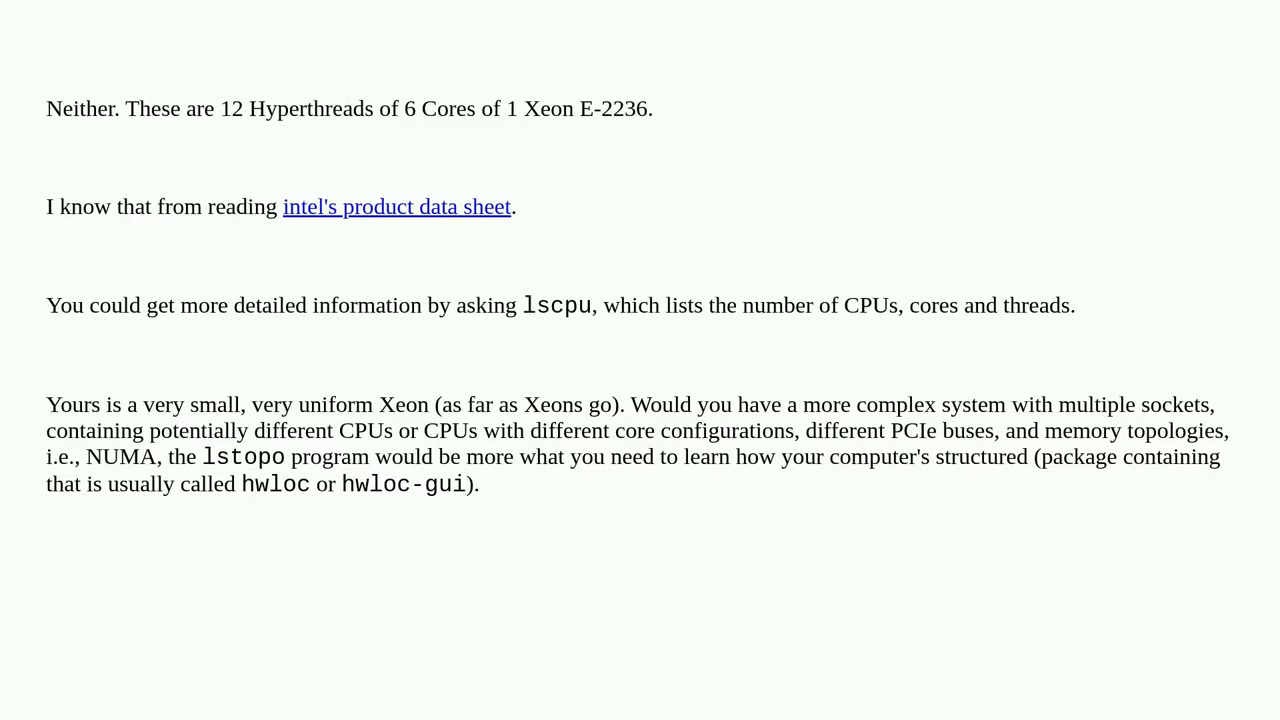 Neither. These are 12 Hyperthreads of 6 Cores of 1 Xeon E-2236.
I know that from reading intel's product data sheet.
You could get more detailed information by asking lscpu, which lists the number of CPUs, cores and threads.
Yours is a very small, very uniform Xeon (as far as Xeons go). Would you have a more complex system with multiple sockets,
containing potentially different CPUs or CPUs with different core configurations, different PCIe buses, and memory topologies,
i.e., NUMA, the lstopo program would be more what you need to learn how your computer's structured (package containing
that is usually called hwloc or hwloc-gui).